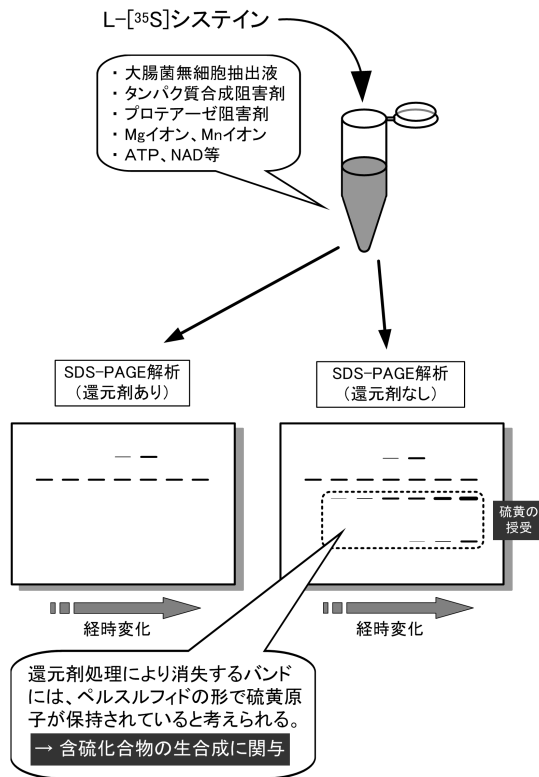 L-[³⁵S]システイン
・大腸菌無細胞抽出液
・タンパク質合成阻害剤
・プロテアーゼ阻害剤
・Mgイオン、Mnイオン
・ATP、NAD等
SDS-PAGE解析
(還元剤あり)
SDS-PAGE解析
(還元剤なし)
硫黄の
授受
経時変化
経時変化
還元剤処理により消失するバンド
には、ペルスルフィドの形で硫黄原
子が保持されていると考えられる。
→ 含硫化合物の生合成に関与